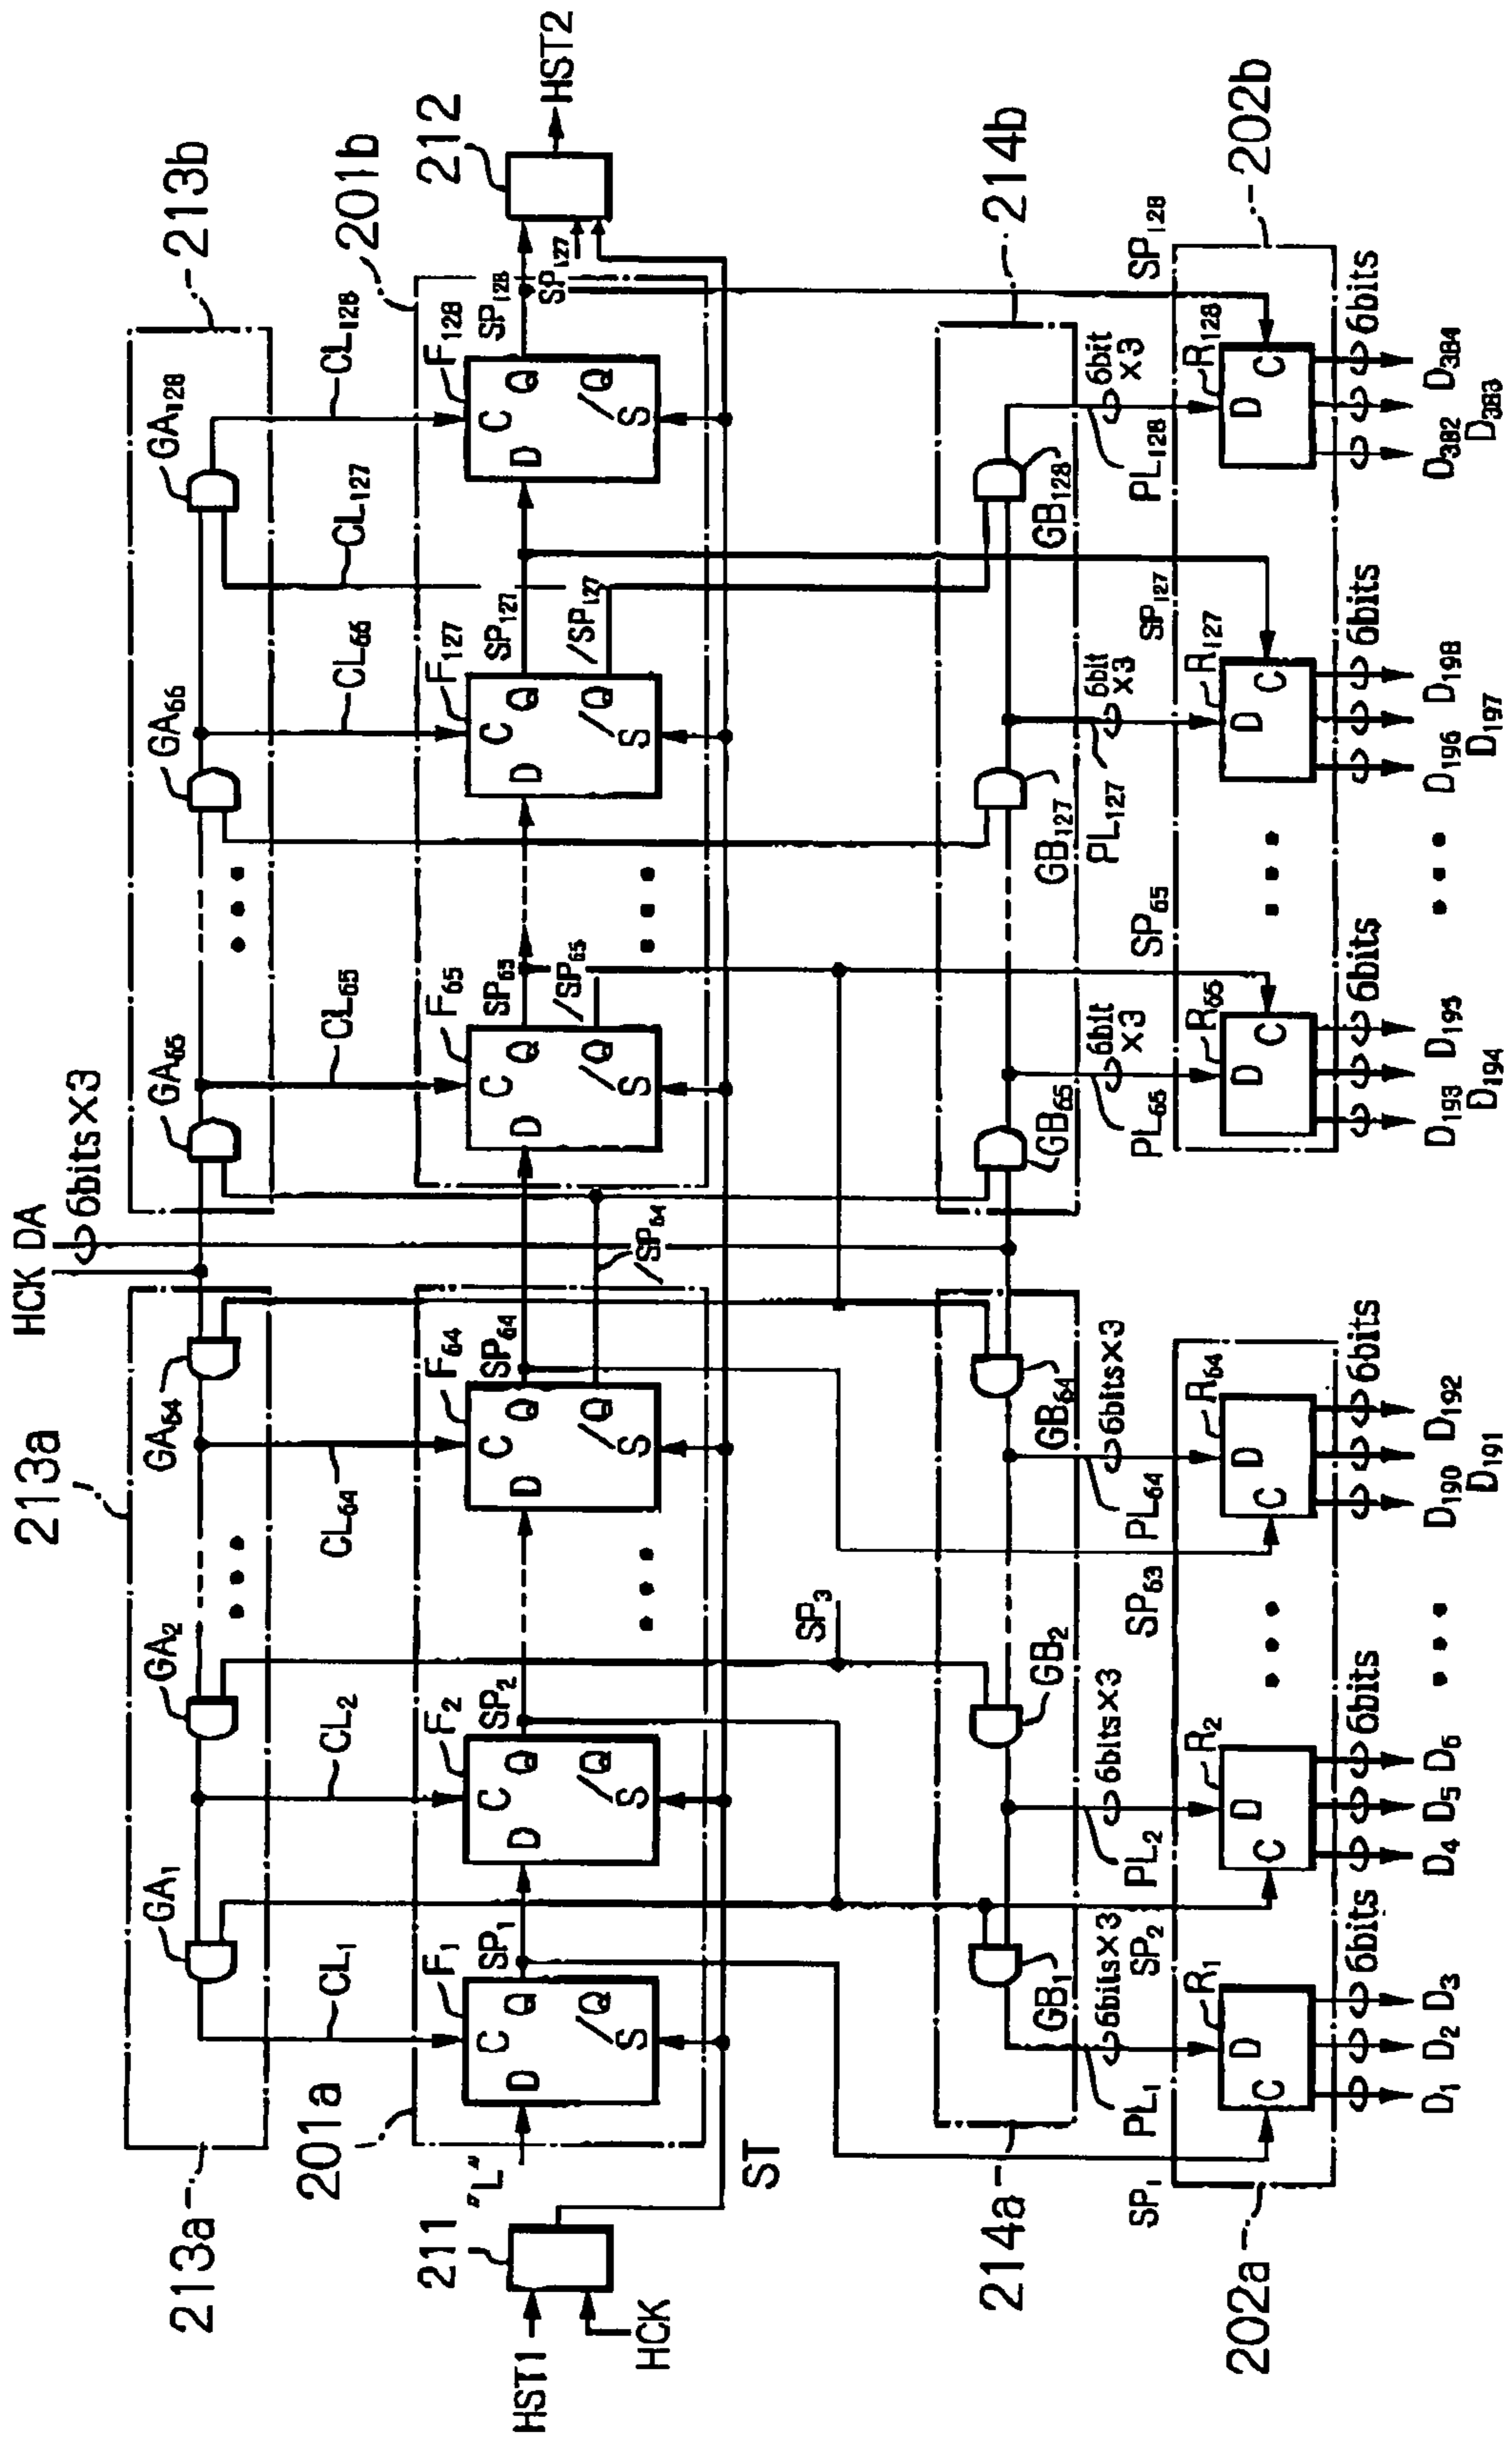 HCK DA
6bits×3
213a
213b
213a
GA1
GA2
GA64
GA65
GA66
GA128
CL1
CL2
CL64
CL65
CL66
CL127
CL128
201a
201b
211
212
HST1
HCK
HST2
"L"
ST
F1
SP1
F2
SP2
F64
SP64
/SP64
F65
SP65
/SP65
F127
SP127
/SP127
F128
SP128
SP127
SP127
D C Q /Q S
D C Q /Q S
D C Q /Q S
D C Q /Q S
D C Q /Q S
D C Q /Q S
SP3
214a
214b
GB1
GB2
GB64
GB65
GB127
GB128
PL1
6bits×3
PL2
6bits×3
PL64
6bits×3
PL65
6bit
×3
PL127
6bit
×3
PL128
6bit
×3
SP1
SP2
SP63
SP65
SP127
SP128
202a
202b
R1
R2
R64
R65
R127
R128
C D
C D
C D
D C
D C
D C
6bits
6bits
6bits
6bits
6bits
6bits
D1 D2 D3
D4 D5 D6
D190 D191 D192
D193 D194 D195
D196 D197 D198
D382 D383 D384